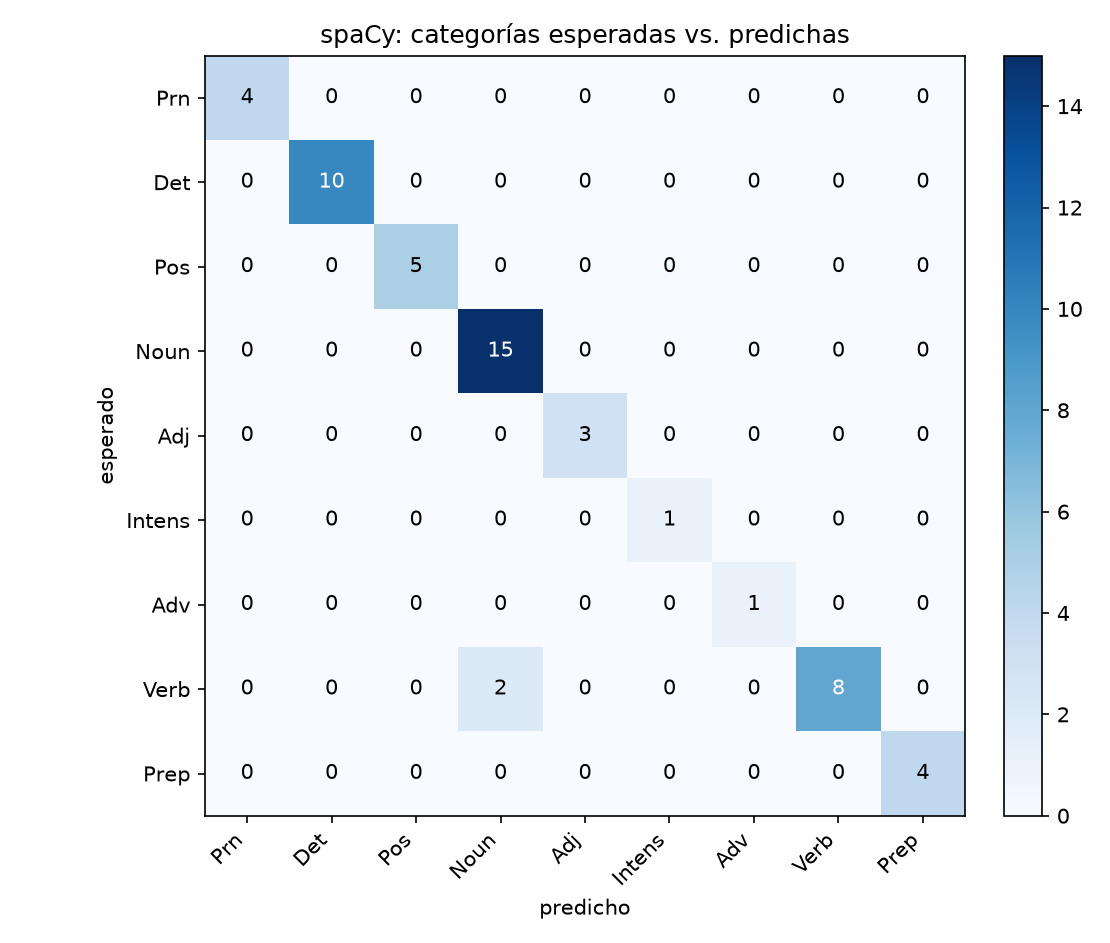 spaCy: categorías esperadas vs. predichas
Prn 4 0 0 0 0 0 0 0 0
Det 0 10 0 0 0 0 0 0 0
Pos 0 0 5 0 0 0 0 0 0
Noun 0 0 0 15 0 0 0 0 0
Adj 0 0 0 0 3 0 0 0 0
Intens 0 0 0 0 0 1 0 0 0
Adv 0 0 0 0 0 0 1 0 0
Verb 0 0 0 2 0 0 0 8 0
Prep 0 0 0 0 0 0 0 0 4
Prn Det Pos Noun Adj Intens Adv Verb Prep
predicho
esperado
14
12
10
8
6
4
2
0